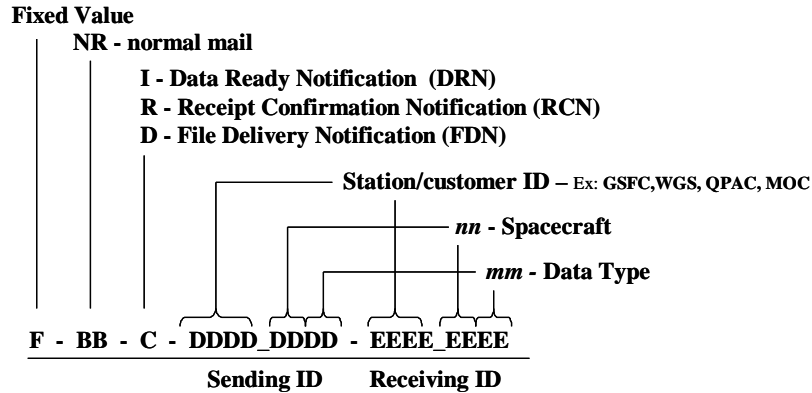 Fixed Value
NR - normal mail
I - Data Ready Notification (DRN)
R - Receipt Confirmation Notification (RCN)
D - File Delivery Notification (FDN)
Station/customer ID – Ex: GSFC,WGS, QPAC, MOC
nn - Spacecraft
mm - Data Type
F - BB - C - DDDD_DDDD - EEEE_EEEE
Sending ID Receiving ID